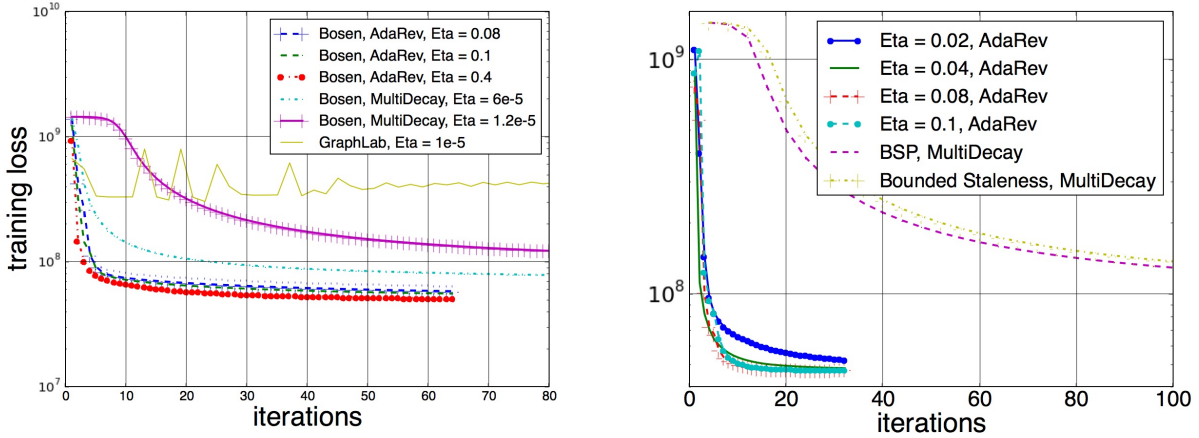 10^10
10^9
10^8
10^7
training loss
Bosen, AdaRev, Eta = 0.08
Bosen, AdaRev, Eta = 0.1
Bosen, AdaRev, Eta = 0.4
Bosen, MultiDecay, Eta = 6e-5
Bosen, MultiDecay, Eta = 1.2e-5
GraphLab, Eta = 1e-5
0 10 20 30 40 50 60 70 80
iterations
10^9
10^8
Eta = 0.02, AdaRev
Eta = 0.04, AdaRev
Eta = 0.08, AdaRev
Eta = 0.1, AdaRev
BSP, MultiDecay
Bounded Staleness, MultiDecay
0 20 40 60 80 100
iterations